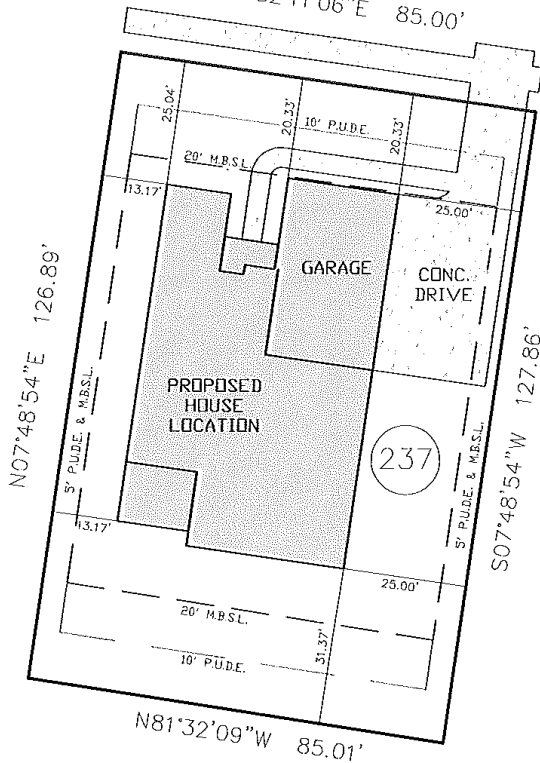 85.00'
25.04'
20.33'
20.33'
10' P.U.D.E.
20' M.B.S.L.
13.17'
25.00'
GARAGE
CONC.
DRIVE
N07°48'54"E 126.89'
S07°48'54"W 127.86'
PROPOSED
HOUSE
LOCATION
237
5' P.U.D.E. & M.B.S.L.
5' P.U.D.E. & M.B.S.L.
13.17'
25.00'
20' M.B.S.L.
31.37'
10' P.U.D.E.
N81°32'09"W 85.01'